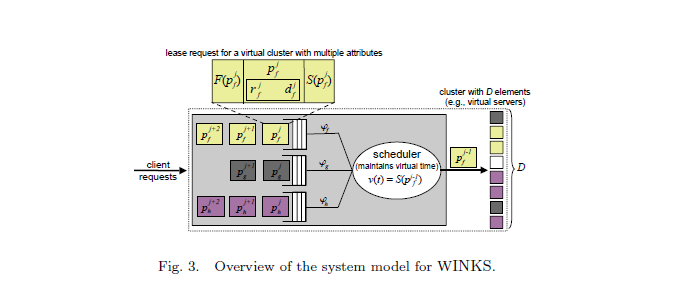 lease request for a virtual cluster with multiple attributes
F(p_f^j) p_f^j S(p_f^j)
r_f^j d_f^j
cluster with D elements
(e.g., virtual servers)
p_f^{j+2} p_f^{j+1} p_f^j φ_f
client
requests
p_g^{j+1} p_g^j φ_g
scheduler
(maintains virtual time)
p_f^{j-1}
D
p_h^{j+2} p_h^{j+1} p_h^j φ_h
Fig. 3. Overview of the system model for WINKS.